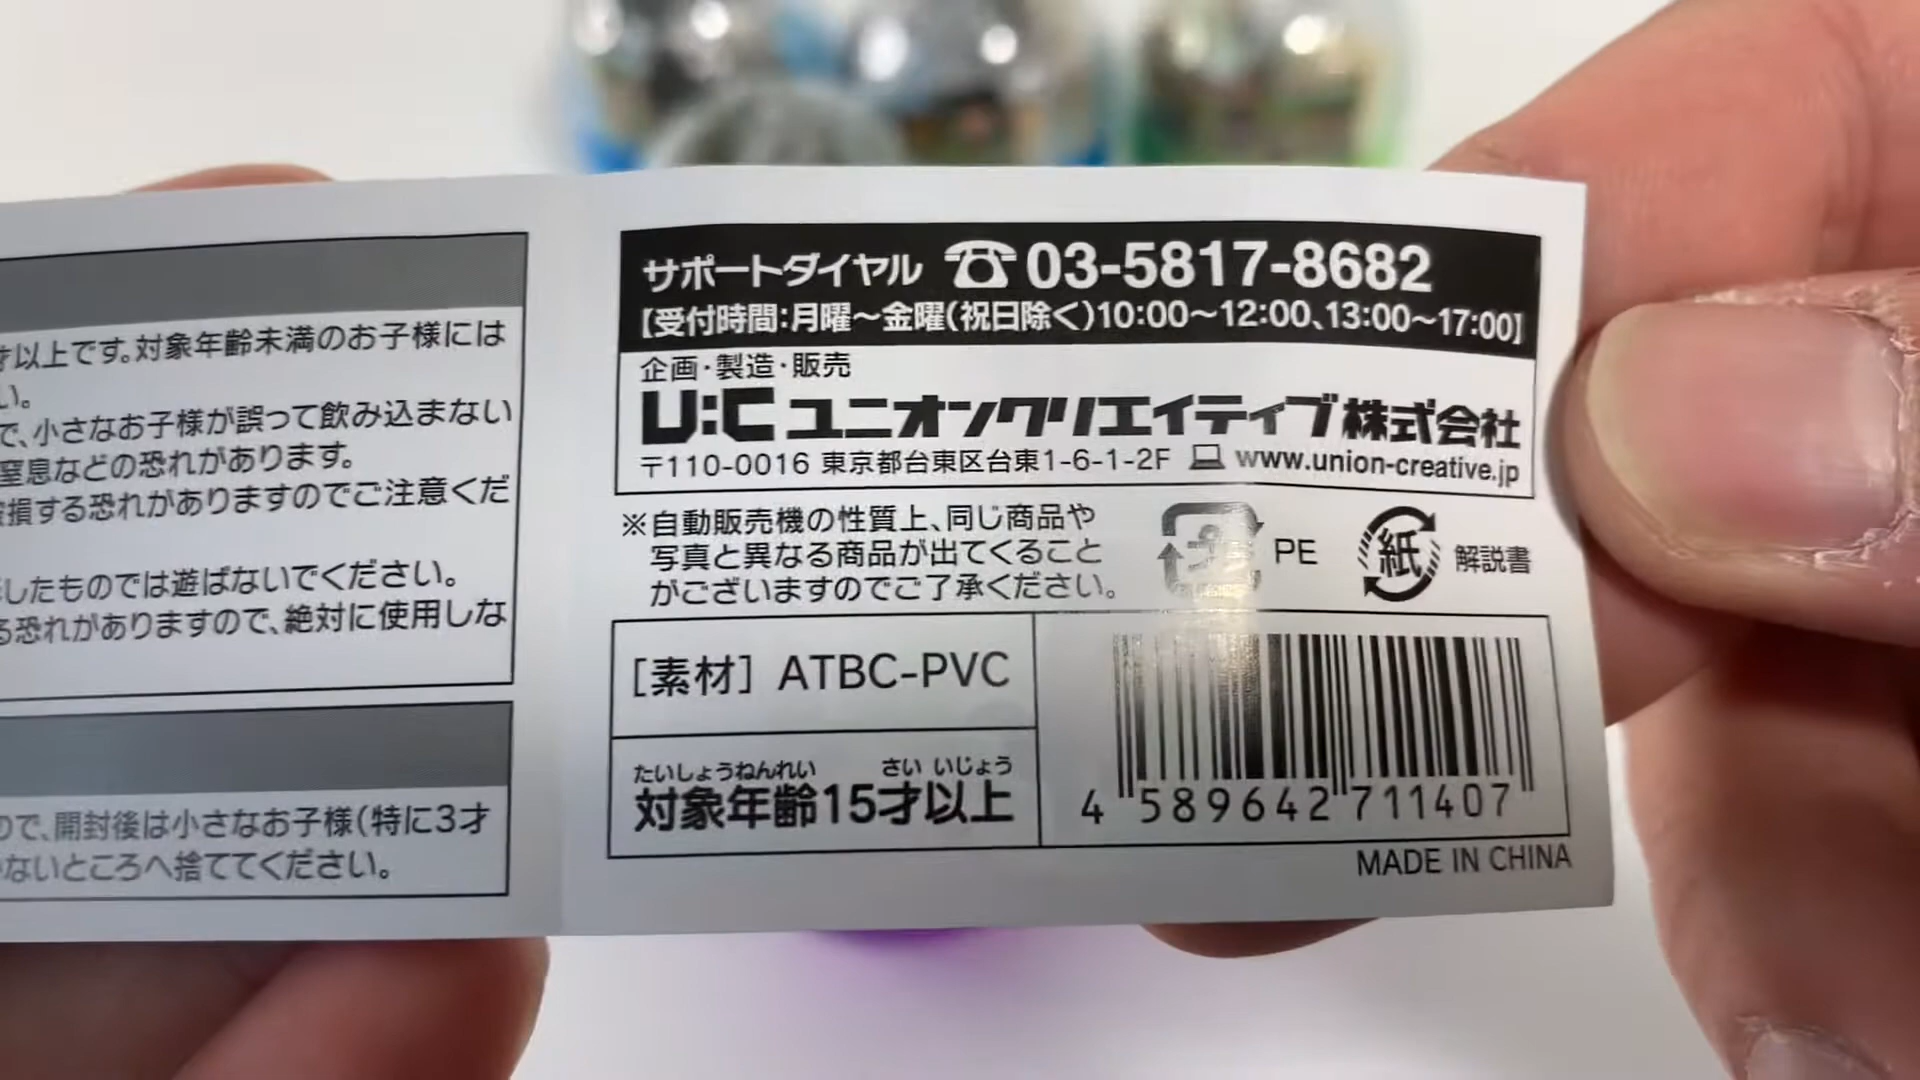 以上です。対象年齢未満のお子様には
い。
で、小さなお子様が誤って飲み込まない
窒息などの恐れがあります。
損する恐れがありますのでご注意くだ
したものでは遊ばないでください。
る恐れがありますので、絶対に使用しな
ので、開封後は小さなお子様(特に3才
ないところへ捨ててください。
サポートダイヤル ☎03-5817-8682
【受付時間:月曜〜金曜(祝日除く)10:00〜12:00、13:00〜17:00】
企画・製造・販売
U:C ユニオンクリエイティブ株式会社
〒110-0016 東京都台東区台東1-6-1-2F www.union-creative.jp
※自動販売機の性質上、同じ商品や
写真と異なる商品が出てくること
がございますのでご了承ください。
プラ PE
紙 解説書
[素材] ATBC-PVC
たいしょうねんれい さい いじょう
対象年齢15才以上
4 589642 711407
MADE IN CHINA